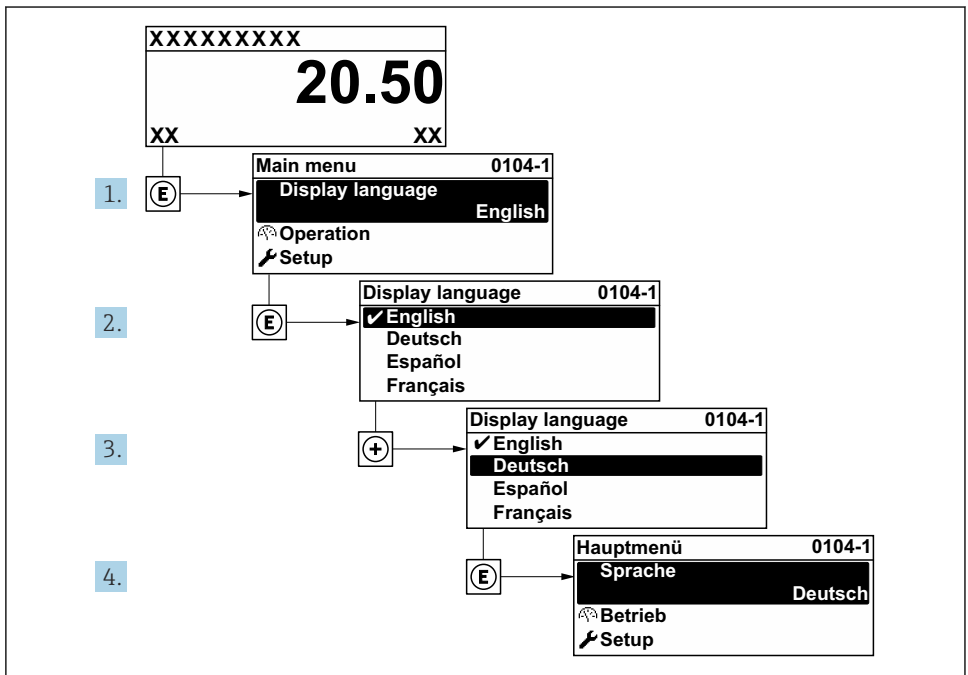 XXXXXXXXX
20.50
XX XX
1. E
Main menu 0104-1
Display language
English
Operation
Setup
2. E
Display language 0104-1
✔ English
Deutsch
Español
Français
3. +
Display language 0104-1
✔ English
Deutsch
Español
Français
4. E
Hauptmenü 0104-1
Sprache
Deutsch
Betrieb
Setup